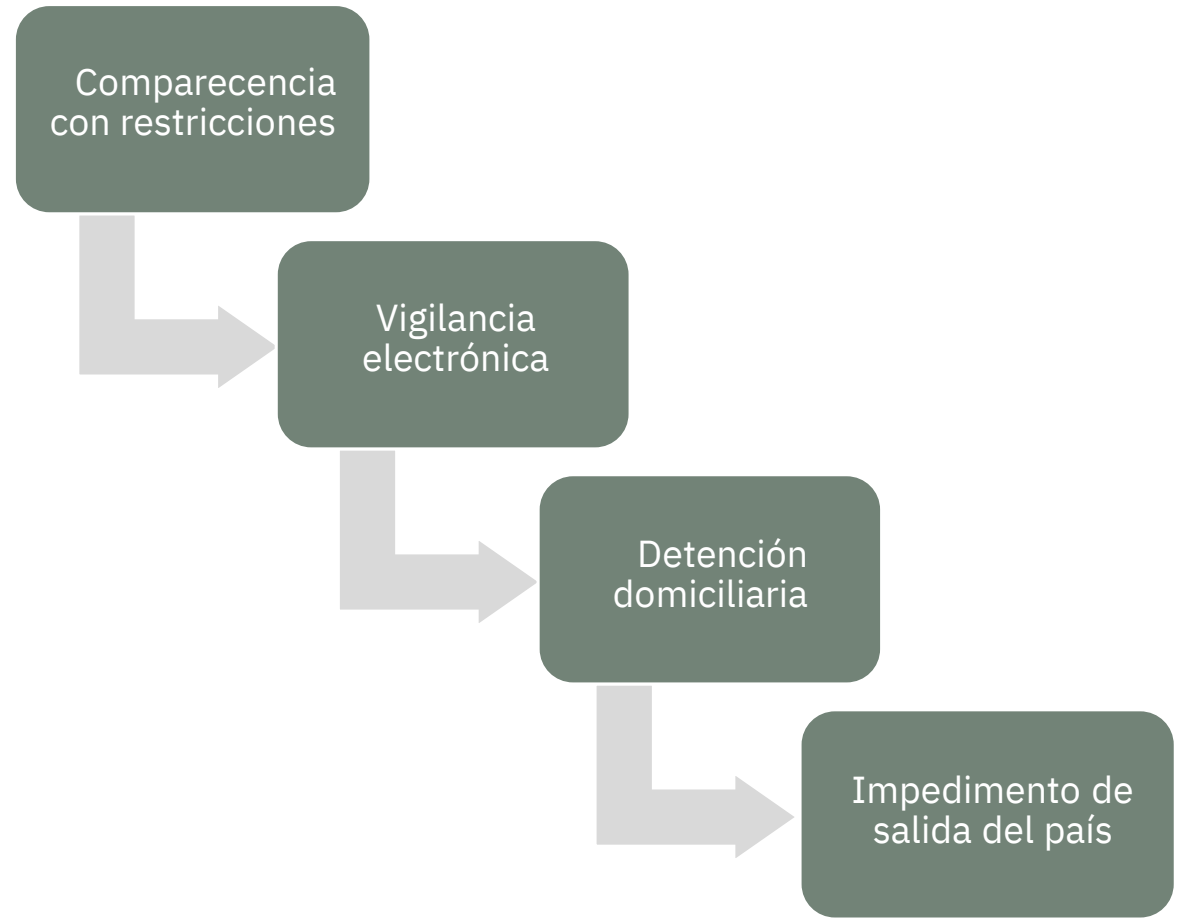 Comparecencia
con restricciones
Vigilancia
electrónica
Detención
domiciliaria
Impedimento de
salida del país